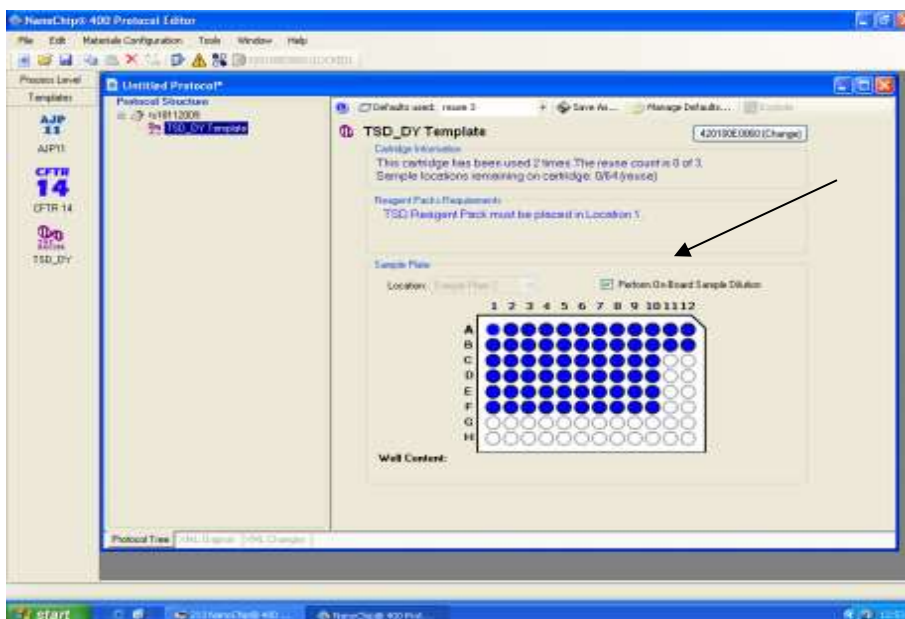 NanoChip® 400 Protocol Editor
File Edit Materials Configuration Tools Window Help
Process Level
Templates
AJP
11
AJP11
CFTR
14
CFTR 14
TSD_DY
Untitled Protocol*
Protocol Structure
TSD_DY Template
Defaults used: reuse 3
Save As...
Manage Defaults...
TSD_DY Template
(Change)
Cartridge Information
This cartridge has been used 2 times. The reuse count is 0 of 3.
Sample locations remaining on cartridge: 0/64 (reuse)
Reagent Packs Requirements
TSD Reagent Pack must be placed in Location 1
Sample Plate
Location:
Perform On-Board Sample Dilution
1 2 3 4 5 6 7 8 9 10 11 12
A
B
C
D
E
F
G
H
Well Content:
Protocol Tree
start